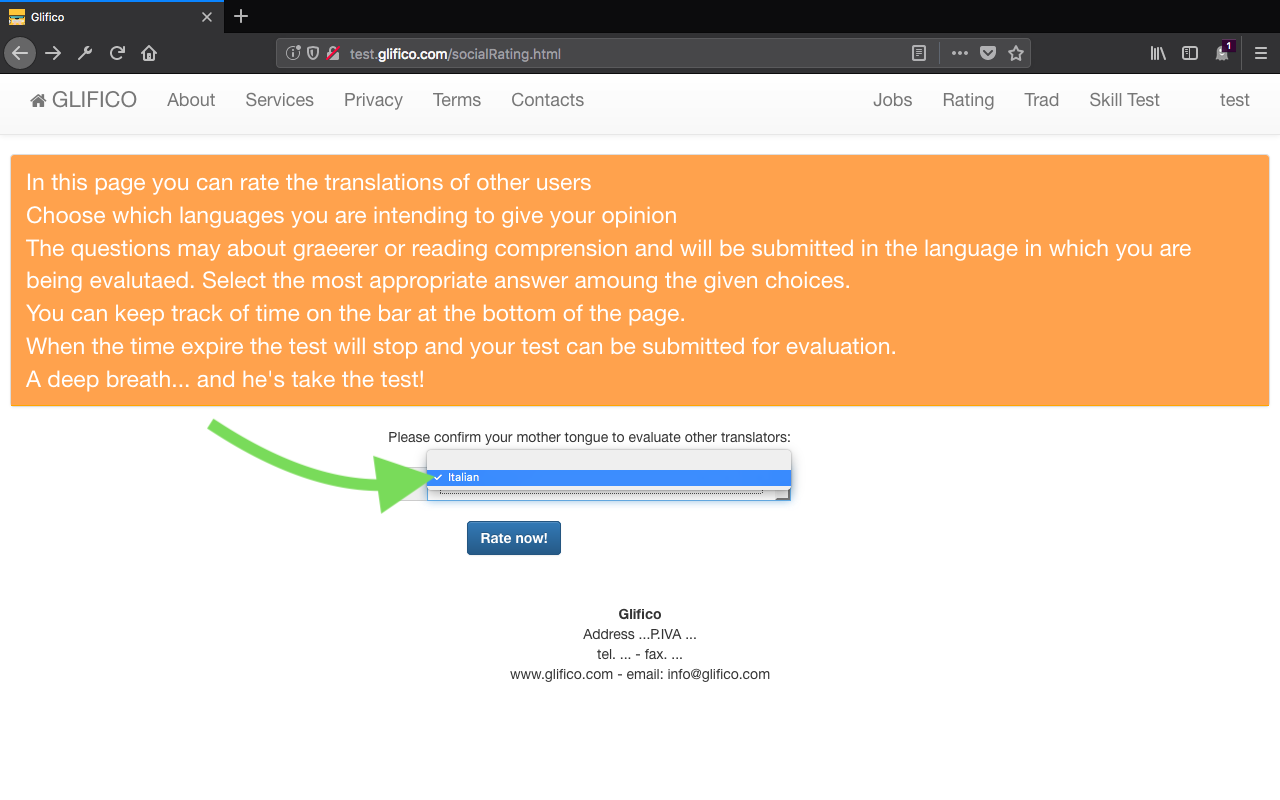 Glifico
test.glifico.com/socialRating.html
1
GLIFICO About Services Privacy Terms Contacts Jobs Rating Trad Skill Test test
In this page you can rate the translations of other users
Choose which languages you are intending to give your opinion
The questions may about graeerer or reading comprension and will be submitted in the language in which you are
being evalutaed. Select the most appropriate answer amoung the given choices.
You can keep track of time on the bar at the bottom of the page.
When the time expire the test will stop and your test can be submitted for evaluation.
A deep breath... and he's take the test!
Please confirm your mother tongue to evaluate other translators:
Italian
Rate now!
Glifico
Address ...P.IVA ...
tel. ... - fax. ...
www.glifico.com - email: info@glifico.com